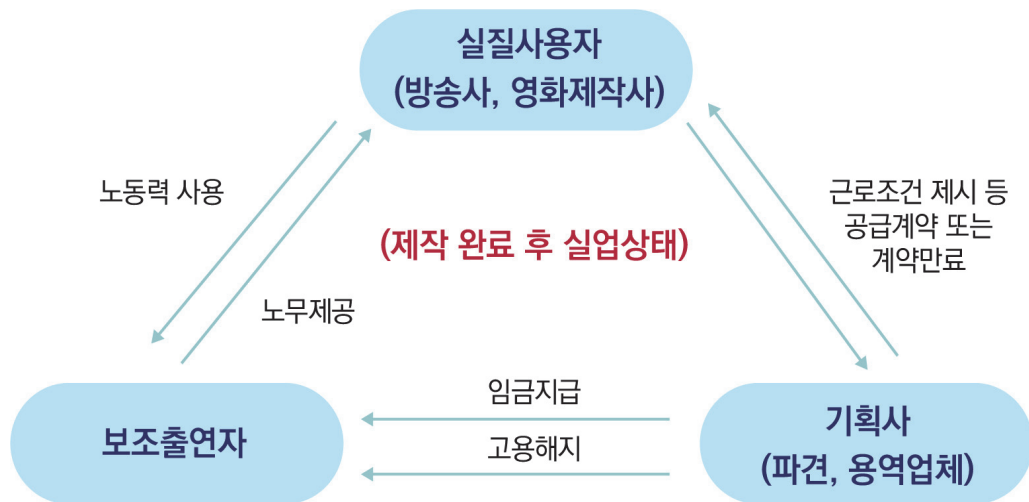 실질사용자
(방송사, 영화제작사)
노동력 사용
근로조건 제시 등
공급계약 또는
계약만료
(제작 완료 후 실업상태)
노무제공
임금지급
보조출연자
고용해지
기획사
(파견, 용역업체)